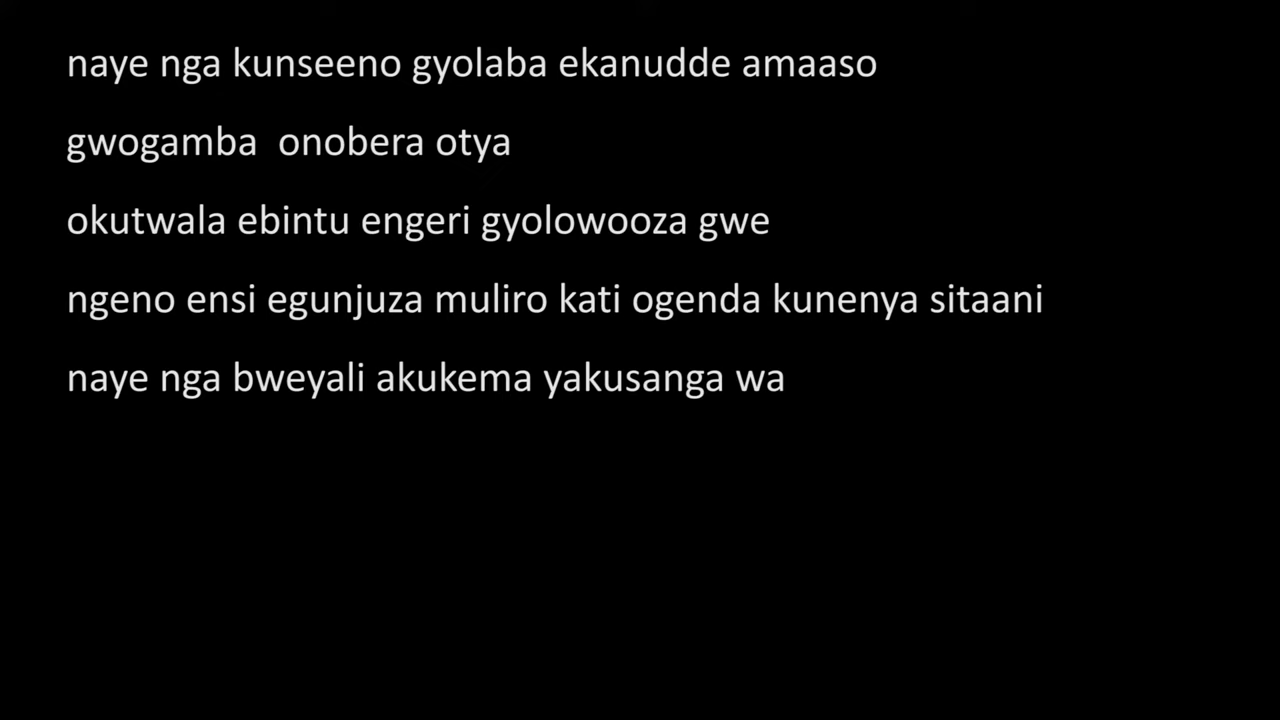 naye nga kunseeno gyolaba ekanudde amaaso
gwogamba  onobera otya
okutwala ebintu engeri gyolowooza gwe
ngeno ensi egunjuza muliro kati ogenda kunenya sitaani
naye nga bweyali akukema yakusanga wa